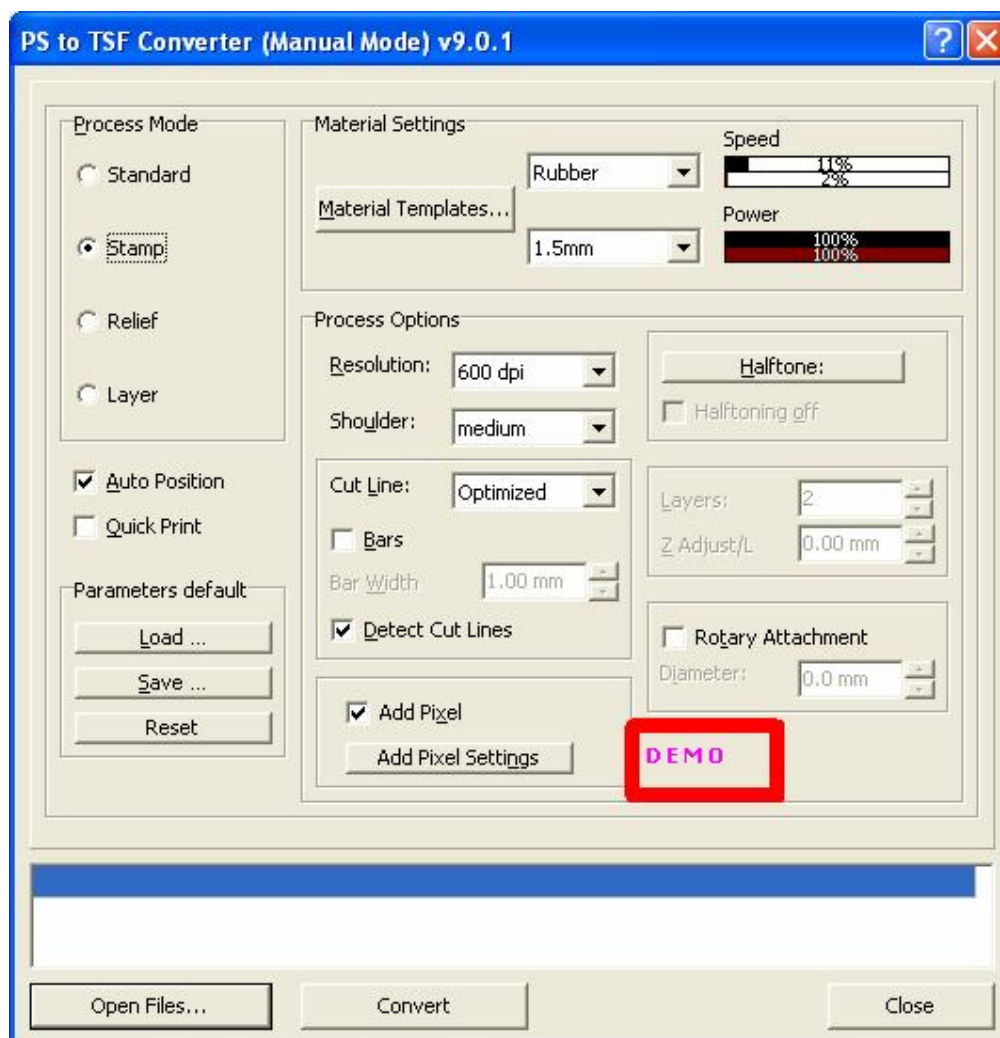 PS to TSF Converter (Manual Mode) v9.0.1
Process Mode
Standard
Stamp
Relief
Layer
Auto Position
Quick Print
Parameters default
Load ...
Save ...
Reset
Material Settings
Material Templates...
Rubber
1.5mm
Speed
11%
2%
Power
100%
100%
Process Options
Resolution: 600 dpi
Shoulder: medium
Cut Line: Optimized
Bars
Bar Width 1.00 mm
Detect Cut Lines
Add Pixel
Add Pixel Settings
Halftone:
Halftoning off
Layers: 2
Z Adjust/L 0.00 mm
Rotary Attachment
Diameter: 0.0 mm
DEMO
Open Files... Convert Close